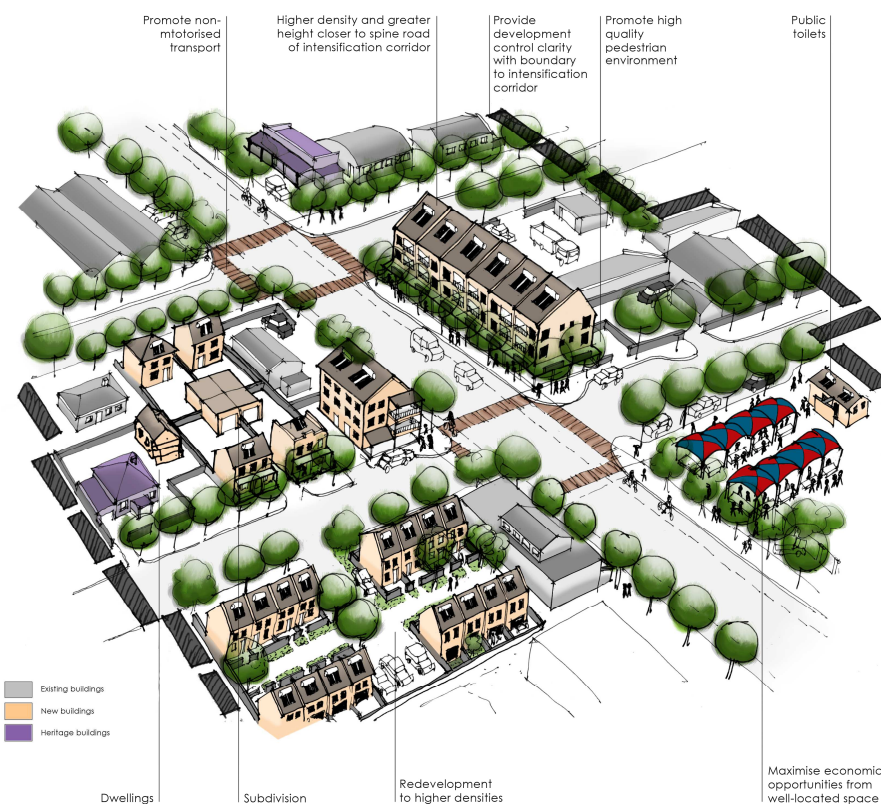 Promote non-
mtotorised
transport
Higher density and greater
height closer to spine road
of intensification corridor
Provide
development
control clarity
with boundary
to intensification
corridor
Promote high
quality
pedestrian
environment
Public
toilets
Existing buildings
New buildings
Heritage buildings
Dwellings
Subdivision
Redevelopment
to higher densities
Maximise economic
opportunities from
well-located space